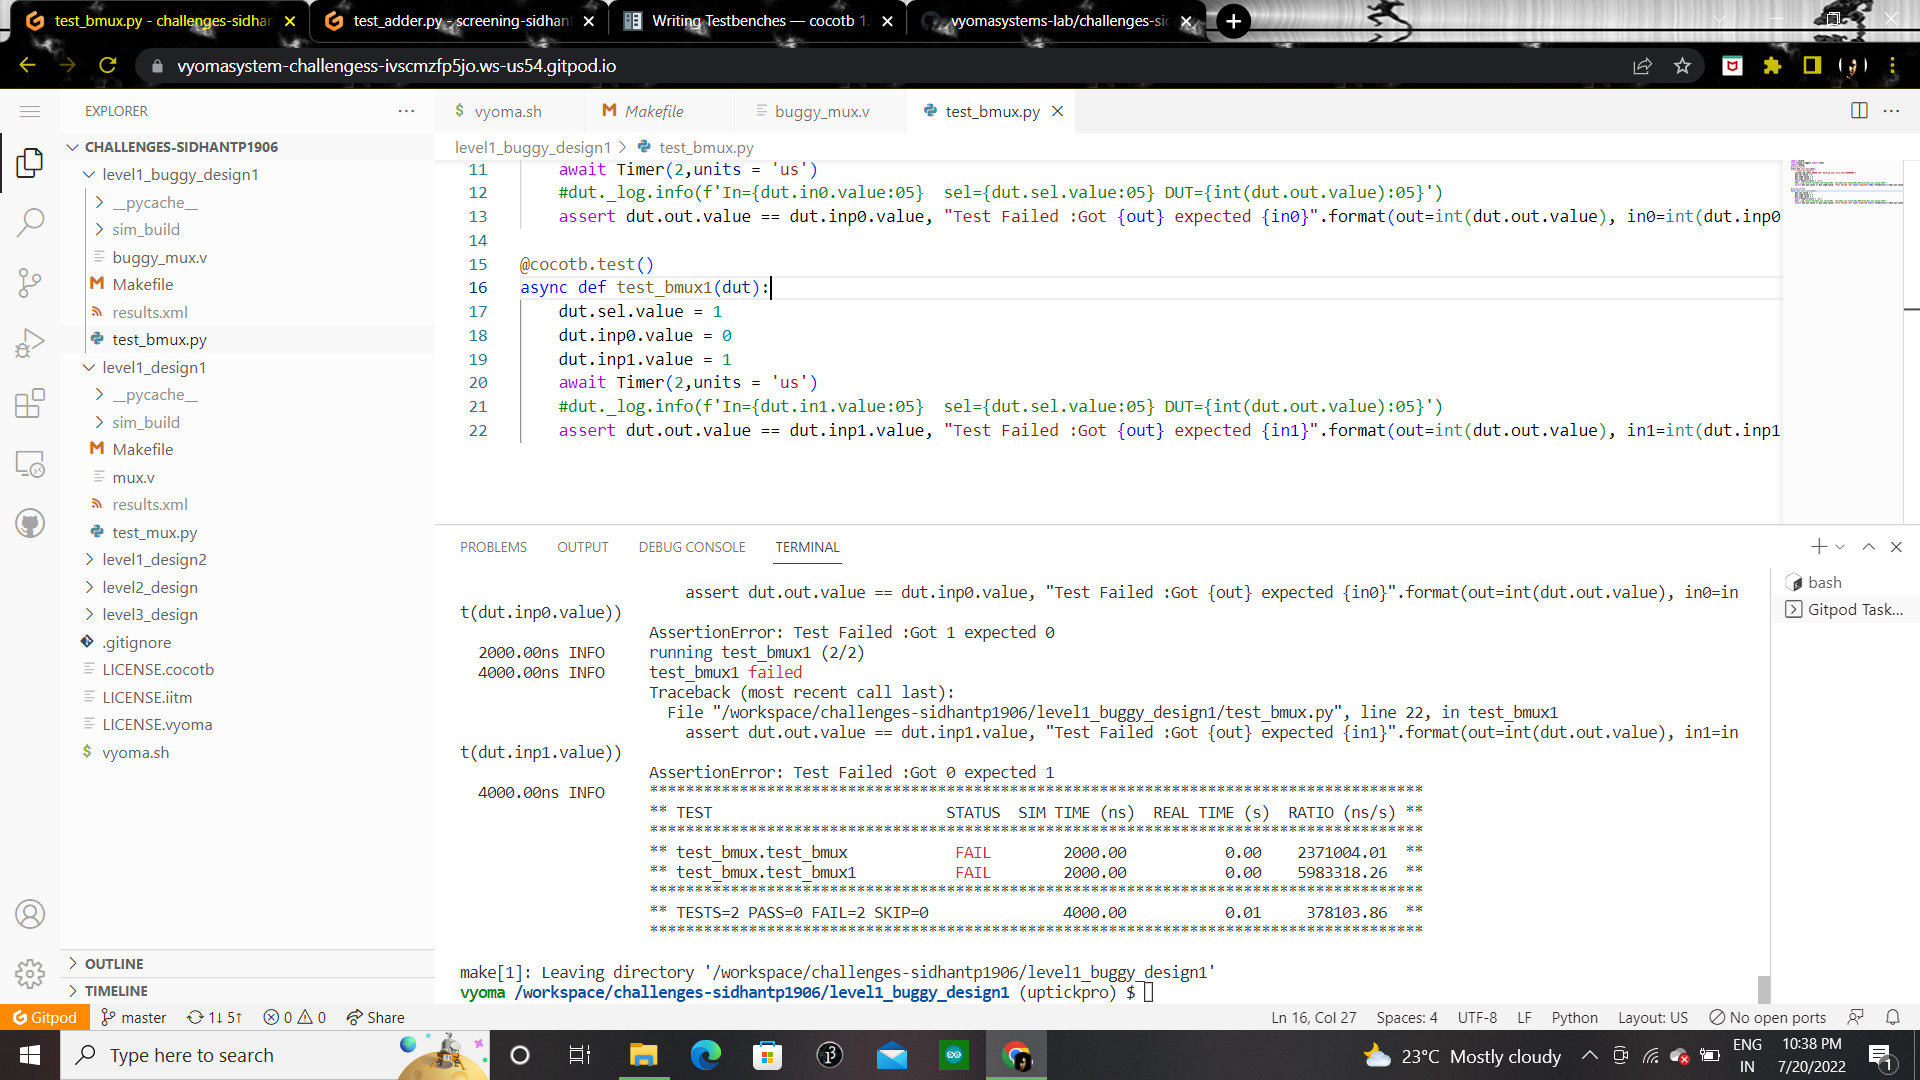 test_bmux.py - challenges-sidhan
test_adder.py - screening-sidhant
Writing Testbenches — cocotb 1.
vyomasystems-lab/challenges-sid
vyomasystem-challengess-ivscmzfp5jo.ws-us54.gitpod.io
EXPLORER
CHALLENGES-SIDHANTP1906
level1_buggy_design1
__pycache__
sim_build
buggy_mux.v
Makefile
results.xml
test_bmux.py
level1_design1
__pycache__
sim_build
Makefile
mux.v
results.xml
test_mux.py
level1_design2
level2_design
level3_design
.gitignore
LICENSE.cocotb
LICENSE.iitm
LICENSE.vyoma
vyoma.sh
OUTLINE
TIMELINE
vyoma.sh
Makefile
buggy_mux.v
test_bmux.py
level1_buggy_design1 > test_bmux.py
11 await Timer(2,units = 'us')
12 #dut._log.info(f'In={dut.in0.value:05}  sel={dut.sel.value:05} DUT={int(dut.out.value):05}')
13 assert dut.out.value == dut.inp0.value, "Test Failed :Got {out} expected {in0}".format(out=int(dut.out.value), in0=int(dut.inp0
14
15 @cocotb.test()
16 async def test_bmux1(dut):
17 dut.sel.value = 1
18 dut.inp0.value = 0
19 dut.inp1.value = 1
20 await Timer(2,units = 'us')
21 #dut._log.info(f'In={dut.in1.value:05}  sel={dut.sel.value:05} DUT={int(dut.out.value):05}')
22 assert dut.out.value == dut.inp1.value, "Test Failed :Got {out} expected {in1}".format(out=int(dut.out.value), in1=int(dut.inp1
PROBLEMS OUTPUT DEBUG CONSOLE TERMINAL
bash
Gitpod Task...
assert dut.out.value == dut.inp0.value, "Test Failed :Got {out} expected {in0}".format(out=int(dut.out.value), in0=in
t(dut.inp0.value))
AssertionError: Test Failed :Got 1 expected 0
2000.00ns INFO running test_bmux1 (2/2)
4000.00ns INFO test_bmux1 failed
Traceback (most recent call last):
File "/workspace/challenges-sidhantp1906/level1_buggy_design1/test_bmux.py", line 22, in test_bmux1
assert dut.out.value == dut.inp1.value, "Test Failed :Got {out} expected {in1}".format(out=int(dut.out.value), in1=in
t(dut.inp1.value))
AssertionError: Test Failed :Got 0 expected 1
4000.00ns INFO **************************************************************************************
** TEST STATUS SIM TIME (ns) REAL TIME (s) RATIO (ns/s) **
**************************************************************************************
** test_bmux.test_bmux FAIL 2000.00 0.00 2371004.01 **
** test_bmux.test_bmux1 FAIL 2000.00 0.00 5983318.26 **
**************************************************************************************
** TESTS=2 PASS=0 FAIL=2 SKIP=0 4000.00 0.01 378103.86 **
**************************************************************************************
make[1]: Leaving directory '/workspace/challenges-sidhantp1906/level1_buggy_design1'
vyoma /workspace/challenges-sidhantp1906/level1_buggy_design1 (uptickpro) $
Gitpod master 1↓ 5↑ 0 0 Share
Ln 16, Col 27 Spaces: 4 UTF-8 LF Python Layout: US No open ports
Type here to search
23°C Mostly cloudy
ENG
IN
10:38 PM
7/20/2022
1